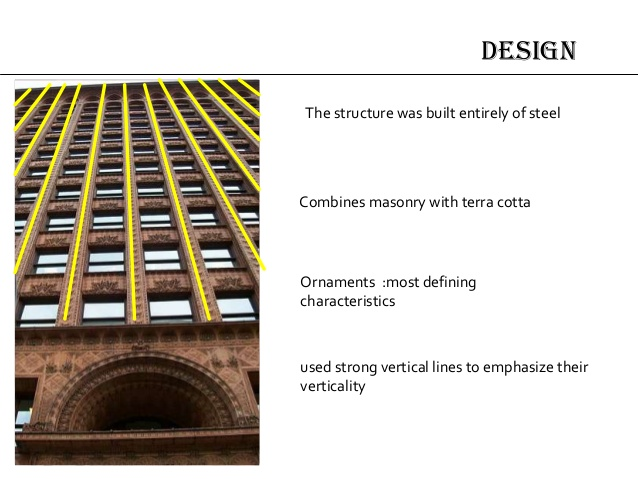 DESIGN
The structure was built entirely of steel
Combines masonry with terra cotta
Ornaments :most defining
characteristics
used strong vertical lines to emphasize their
verticality